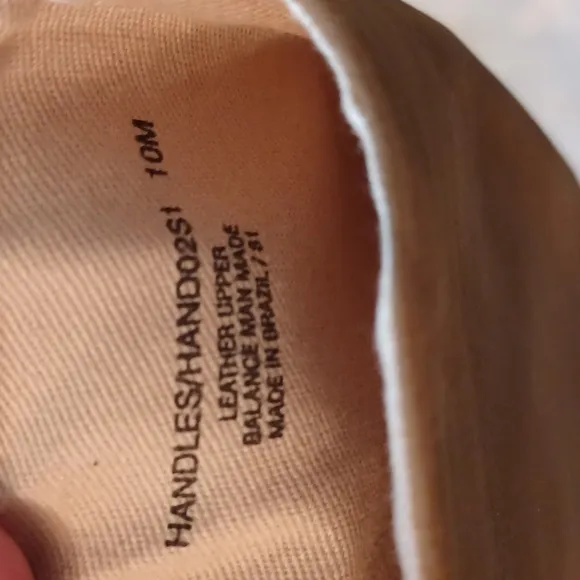 HANDLES/HAND02S1 10M
LEATHER UPPER
BALANCE MAN MADE
MADE IN BRAZIL / S1